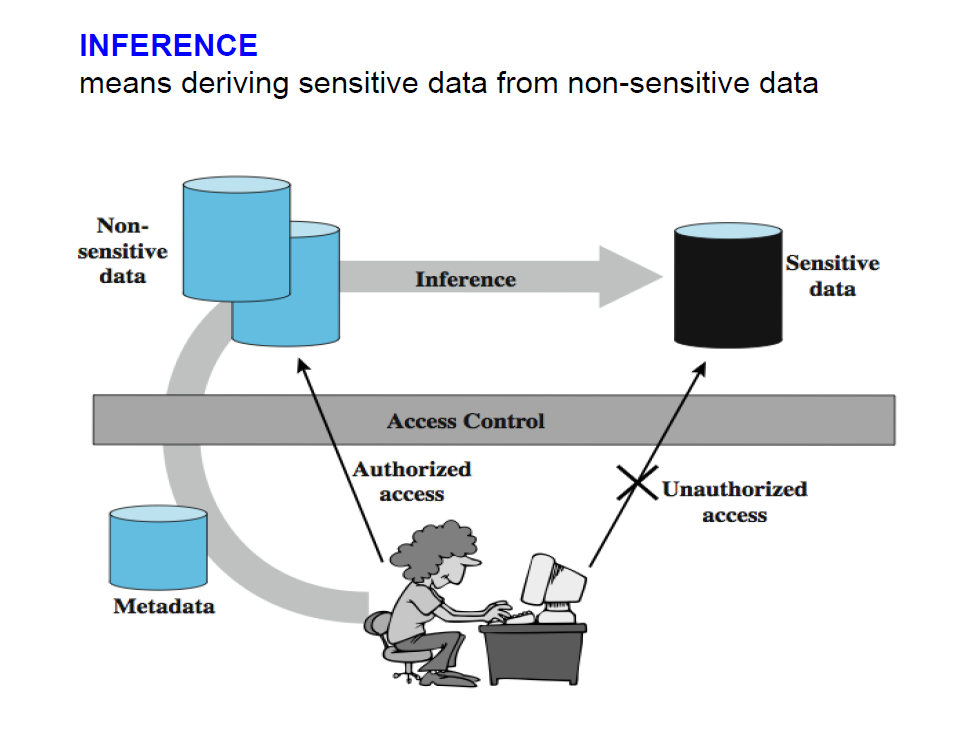 INFERENCE
means deriving sensitive data from non-sensitive data
Non-
sensitive
data
Inference
Sensitive
data
Access Control
Authorized
access
Unauthorized
access
Metadata